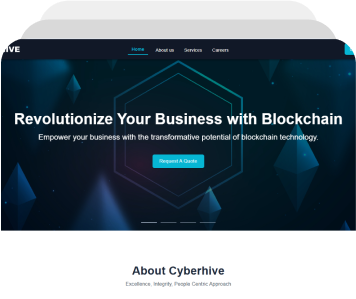 IVE
Home About us Services Careers
Revolutionize Your Business with Blockchain
Empower your business with the transformative potential of blockchain technology.
Request A Quote
About Cyberhive
Excellence, Integrity, People Centric Approach